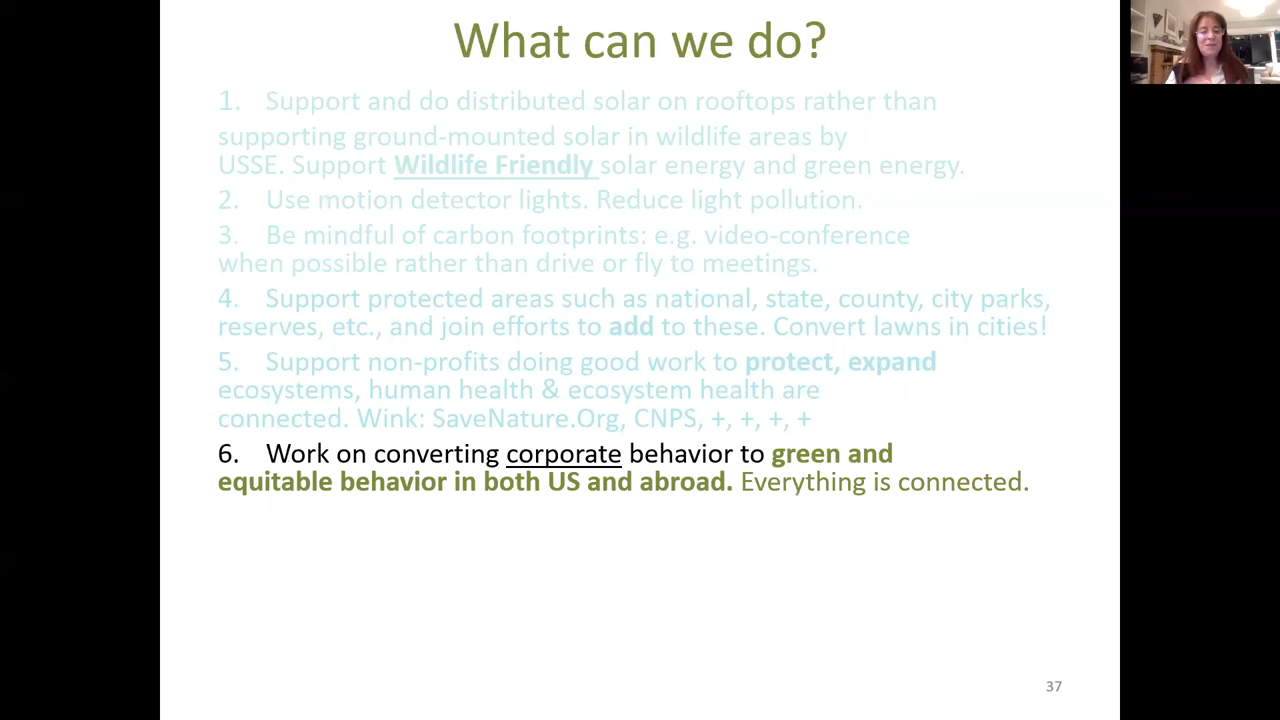 What can we do?
1. Support and do distributed solar on rooftops rather than
supporting ground-mounted solar in wildlife areas by
USSE. Support Wildlife Friendly solar energy and green energy.
2. Use motion detector lights. Reduce light pollution.
3. Be mindful of carbon footprints: e.g. video-conference
when possible rather than drive or fly to meetings.
4. Support protected areas such as national, state, county, city parks,
reserves, etc., and join efforts to add to these. Convert lawns in cities!
5. Support non-profits doing good work to protect, expand
ecosystems, human health & ecosystem health are
connected. Wink: SaveNature.Org, CNPS, +, +, +, +
6. Work on converting corporate behavior to green and
equitable behavior in both US and abroad. Everything is connected.
37